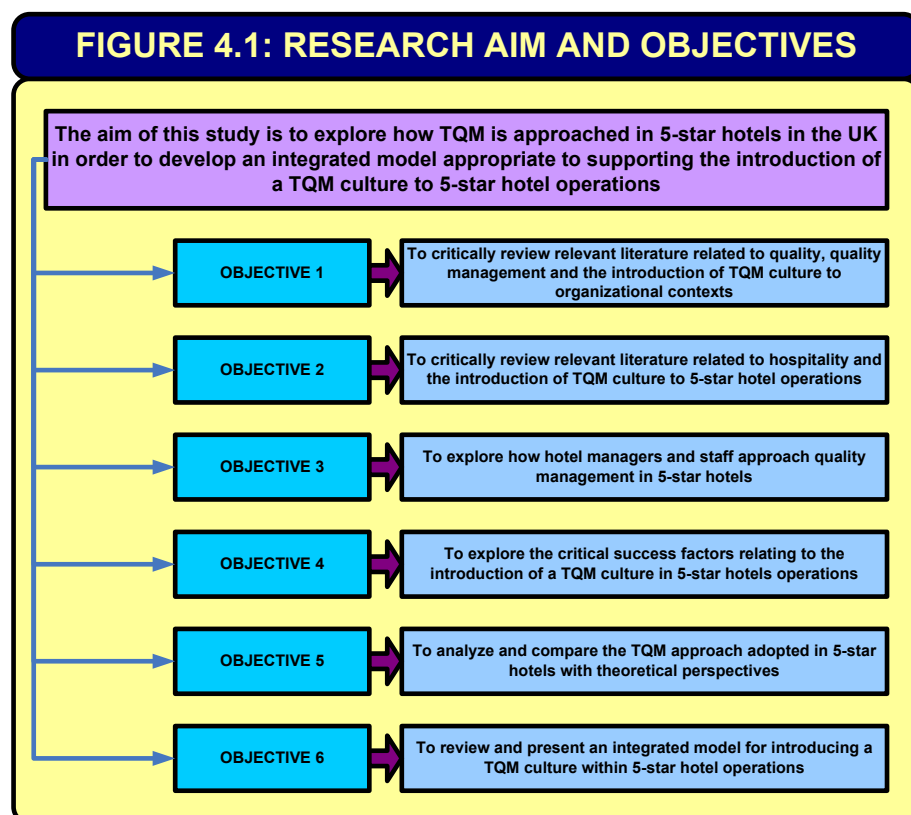 FIGURE 4.1: RESEARCH AIM AND OBJECTIVES
The aim of this study is to explore how TQM is approached in 5-star hotels in the UK
in order to develop an integrated model appropriate to supporting the introduction of
a TQM culture to 5-star hotel operations
OBJECTIVE 1
To critically review relevant literature related to quality, quality
management and the introduction of TQM culture to
organizational contexts
OBJECTIVE 2
To critically review relevant literature related to hospitality and
the introduction of TQM culture to 5-star hotel operations
OBJECTIVE 3
To explore how hotel managers and staff approach quality
management in 5-star hotels
OBJECTIVE 4
To explore the critical success factors relating to the
introduction of a TQM culture in 5-star hotels operations
OBJECTIVE 5
To analyze and compare the TQM approach adopted in 5-star
hotels with theoretical perspectives
OBJECTIVE 6
To review and present an integrated model for introducing a
TQM culture within 5-star hotel operations